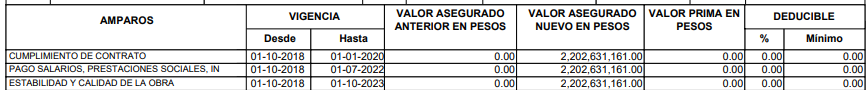 AMPAROS VIGENCIA VALOR ASEGURADO ANTERIOR EN PESOS VALOR ASEGURADO NUEVO EN PESOS VALOR PRIMA EN PESOS DEDUCIBLE
Desde Hasta % Mínimo
CUMPLIMIENTO DE CONTRATO 01-10-2018 01-01-2020 0.00 2,202,631,161.00 0.00 0.00 0.00
PAGO SALARIOS, PRESTACIONES SOCIALES, IN 01-10-2018 01-07-2022 0.00 2,202,631,161.00 0.00 0.00 0.00
ESTABILIDAD Y CALIDAD DE LA OBRA 01-10-2018 01-10-2023 0.00 2,202,631,161.00 0.00 0.00 0.00